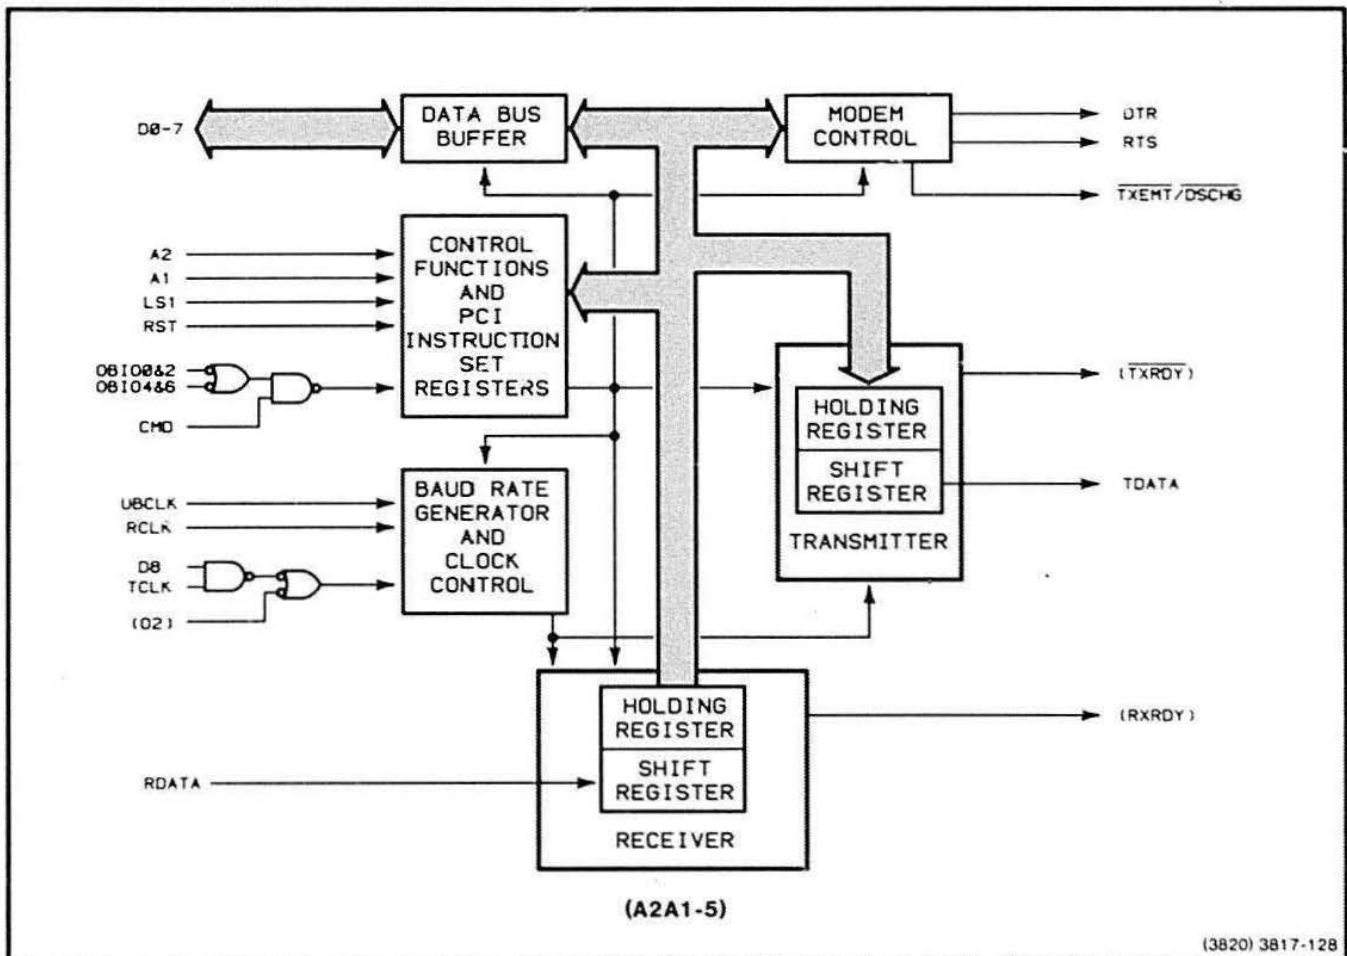 D0-7
DATA BUS
BUFFER
MODEM
CONTROL
DTR
RTS
TXEMT/DSCHG
A2
A1
LS1
RST
OBIO0&2
OBIO4&6
CMD
CONTROL
FUNCTIONS
AND
PCI
INSTRUCTION
SET
REGISTERS
(TXRDY)
HOLDING
REGISTER
SHIFT
REGISTER
TRANSMITTER
TDATA
UBCLK
RCLK
D8
TCLK
(O2)
BAUD RATE
GENERATOR
AND
CLOCK
CONTROL
HOLDING
REGISTER
SHIFT
REGISTER
RECEIVER
(RXRDY)
RDATA
(A2A1-5)
(3820) 3817-128